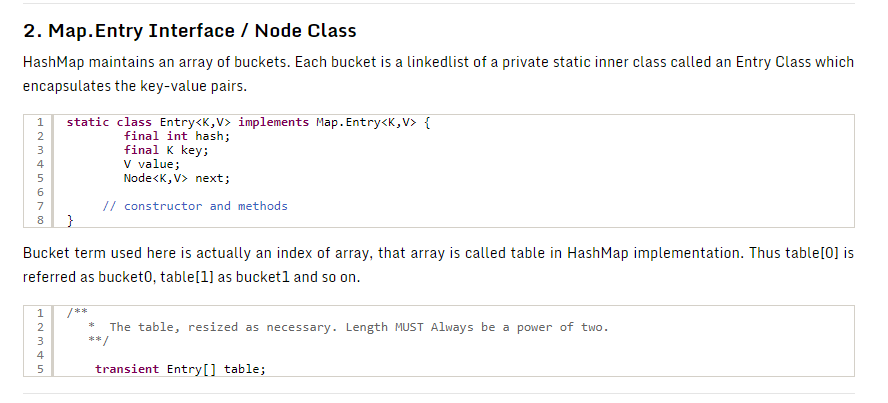 2. Map.Entry Interface / Node Class
HashMap maintains an array of buckets. Each bucket is a linkedlist of a private static inner class called an Entry Class which
encapsulates the key-value pairs.
1 static class Entry<K,V> implements Map.Entry<K,V> {
2 final int hash;
3 final K key;
4 V value;
5 Node<K,V> next;
6
7 // constructor and methods
8 }
Bucket term used here is actually an index of array, that array is called table in HashMap implementation. Thus table[0] is
referred as bucket0, table[1] as bucket1 and so on.
1 /**
2 * The table, resized as necessary. Length MUST Always be a power of two.
3 **/
4
5 transient Entry[] table;